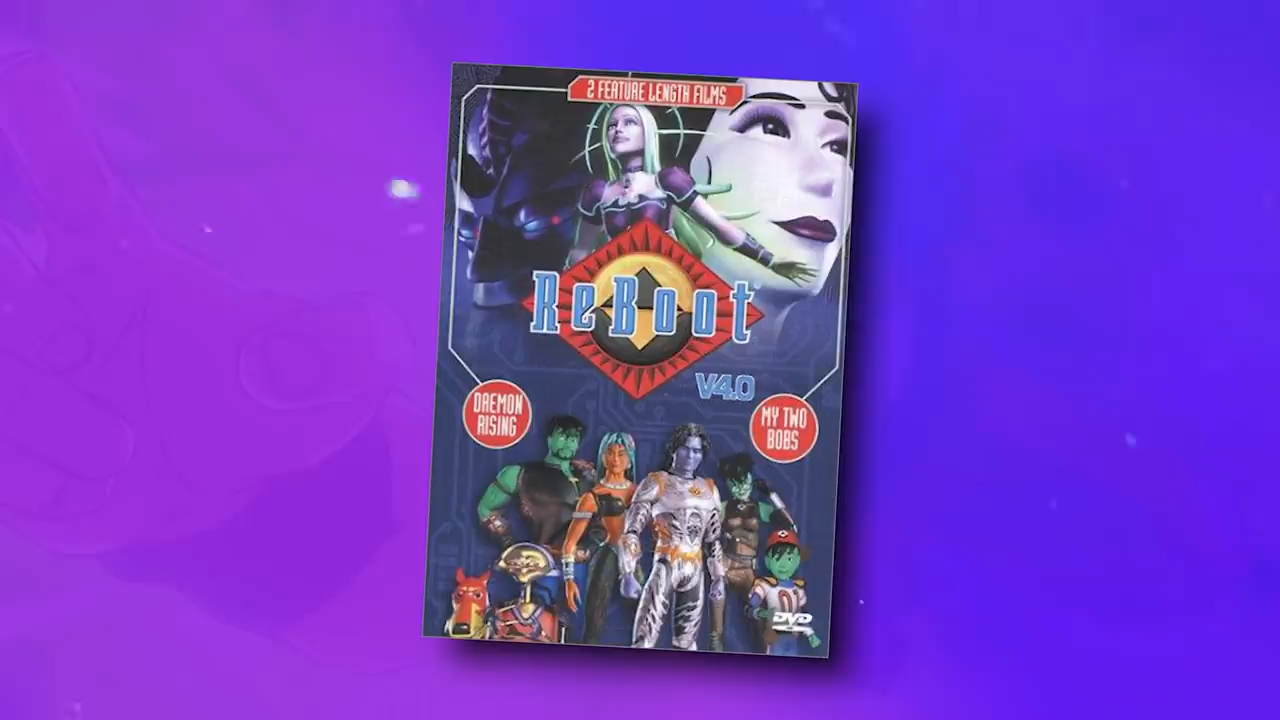 2 FEATURE LENGTH FILMS
ReBoot
V4.0
DAEMON
RISING
MY TWO
BOBS
DVD